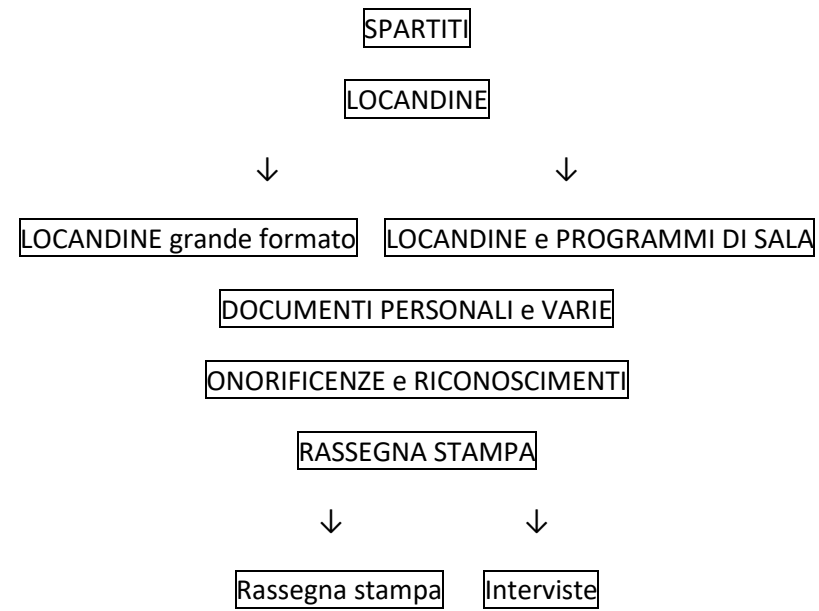 SPARTITI
LOCANDINE
↓ ↓
LOCANDINE grande formato LOCANDINE e PROGRAMMI DI SALA
DOCUMENTI PERSONALI e VARIE
ONORIFICENZE e RICONOSCIMENTI
RASSEGNA STAMPA
↓ ↓
Rassegna stampa Interviste